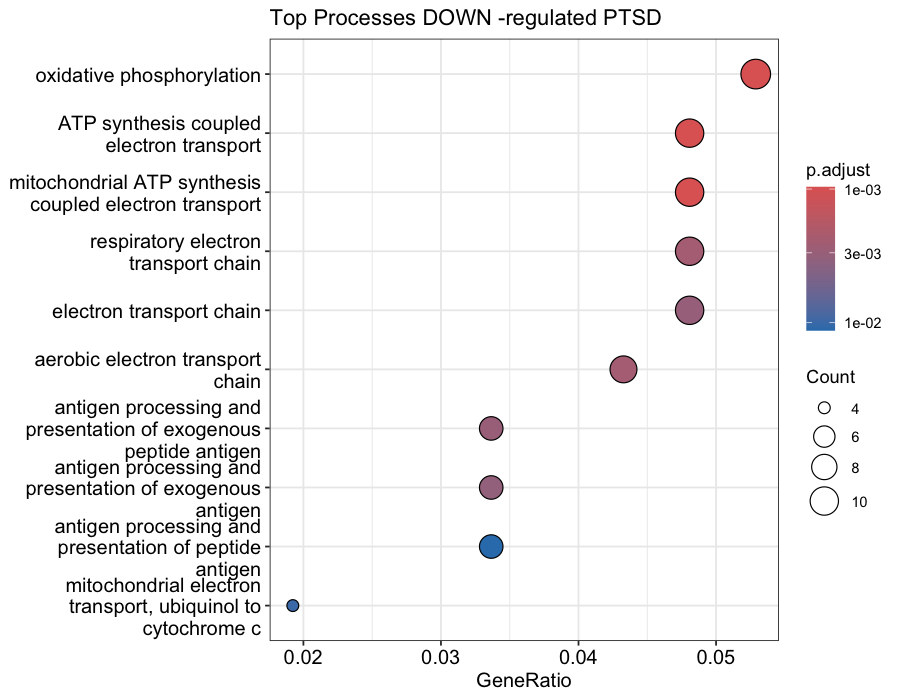 Top Processes DOWN -regulated PTSD
oxidative phosphorylation
ATP synthesis coupled
electron transport
mitochondrial ATP synthesis
coupled electron transport
respiratory electron
transport chain
electron transport chain
aerobic electron transport
chain
antigen processing and
presentation of exogenous
peptide antigen
antigen processing and
presentation of exogenous
antigen
antigen processing and
presentation of peptide
antigen
mitochondrial electron
transport, ubiquinol to
cytochrome c
0.02 0.03 0.04 0.05
GeneRatio
p.adjust
1e-03
3e-03
1e-02
Count
4
6
8
10